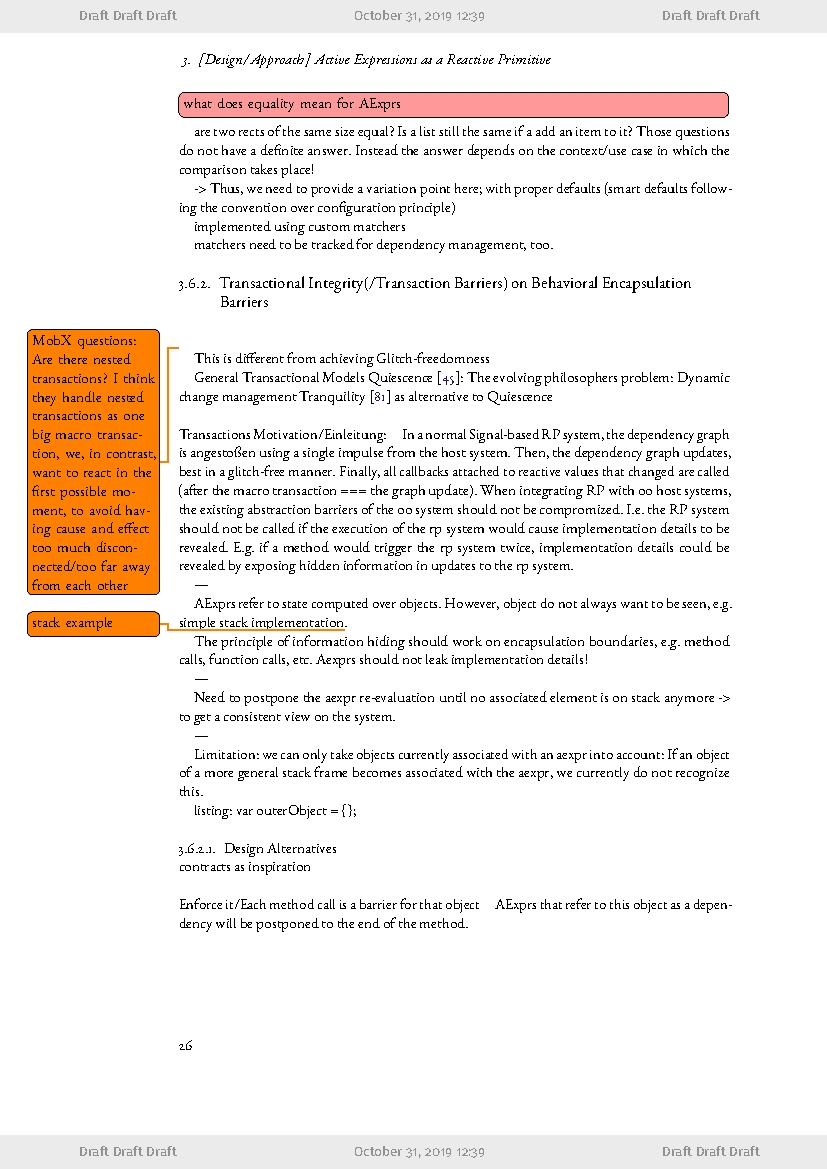 Draft Draft Draft October 31, 2019 12:39 Draft Draft Draft
3. [Design/Approach] Active Expressions as a Reactive Primitive
what does equality mean for AExprs
are two rects of the same size equal? Is a list still the same if a add an item to it? Those questions
do not have a definite answer. Instead the answer depends on the context/use case in which the
comparison takes place!
-> Thus, we need to provide a variation point here; with proper defaults (smart defaults follow-
ing the convention over configuration principle)
implemented using custom matchers
matchers need to be tracked for dependency management, too.
3.6.2. Transactional Integrity(/Transaction Barriers) on Behavioral Encapsulation
Barriers
MobX questions:
Are there nested
transactions? I think
they handle nested
transactions as one
big macro transac-
tion, we, in contrast,
want to react in the
first possible mo-
ment, to avoid hav-
ing cause and effect
too much discon-
nected/too far away
from each other
This is different from achieving Glitch-freedomness
General Transactional Models Quiescence [45]: The evolving philosophers problem: Dynamic
change management Tranquility [81] as alternative to Quiescence
Transactions Motivation/Einleitung: In a normal Signal-based RP system, the dependency graph
is angestoßen using a single impulse from the host system. Then, the dependency graph updates,
best in a glitch-free manner. Finally, all callbacks attached to reactive values that changed are called
(after the macro transaction === the graph update). When integrating RP with oo host systems,
the existing abstraction barriers of the oo system should not be compromized. I.e. the RP system
should not be called if the execution of the rp system would cause implementation details to be
revealed. E.g. if a method would trigger the rp system twice, implementation details could be
revealed by exposing hidden information in updates to the rp system.
—
AExprs refer to state computed over objects. However, object do not always want to be seen, e.g.
stack example
simple stack implementation.
The principle of information hiding should work on encapsulation boundaries, e.g. method
calls, function calls, etc. Aexprs should not leak implementation details!
—
Need to postpone the aexpr re-evaluation until no associated element is on stack anymore ->
to get a consistent view on the system.
—
Limitation: we can only take objects currently associated with an aexpr into account: If an object
of a more general stack frame becomes associated with the aexpr, we currently do not recognize
this.
listing: var outerObject = {};
3.6.2.1. Design Alternatives
contracts as inspiration
Enforce it/Each method call is a barrier for that object AExprs that refer to this object as a depen-
dency will be postponed to the end of the method.
26
Draft Draft Draft October 31, 2019 12:39 Draft Draft Draft